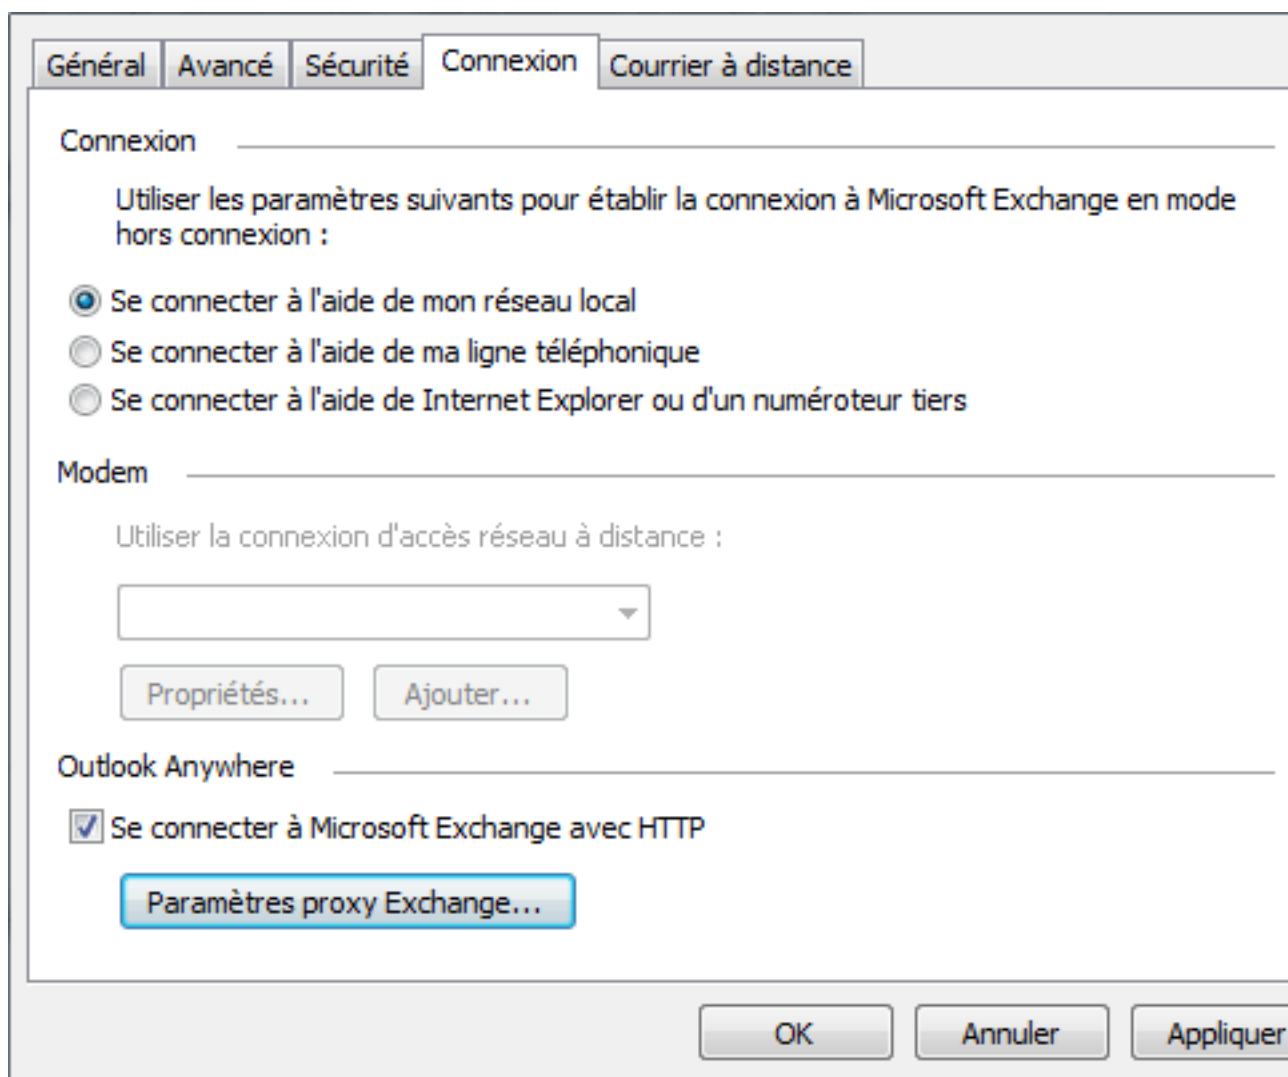 Général
Avancé
Sécurité
Connexion
Courrier à distance
Connexion
Utiliser les paramètres suivants pour établir la connexion à Microsoft Exchange en mode
hors connexion :
Se connecter à l'aide de mon réseau local
Se connecter à l'aide de ma ligne téléphonique
Se connecter à l'aide de Internet Explorer ou d'un numéroteur tiers
Modem
Utiliser la connexion d'accès réseau à distance :
Propriétés...
Ajouter...
Outlook Anywhere
Se connecter à Microsoft Exchange avec HTTP
Paramètres proxy Exchange...
OK
Annuler
Appliquer